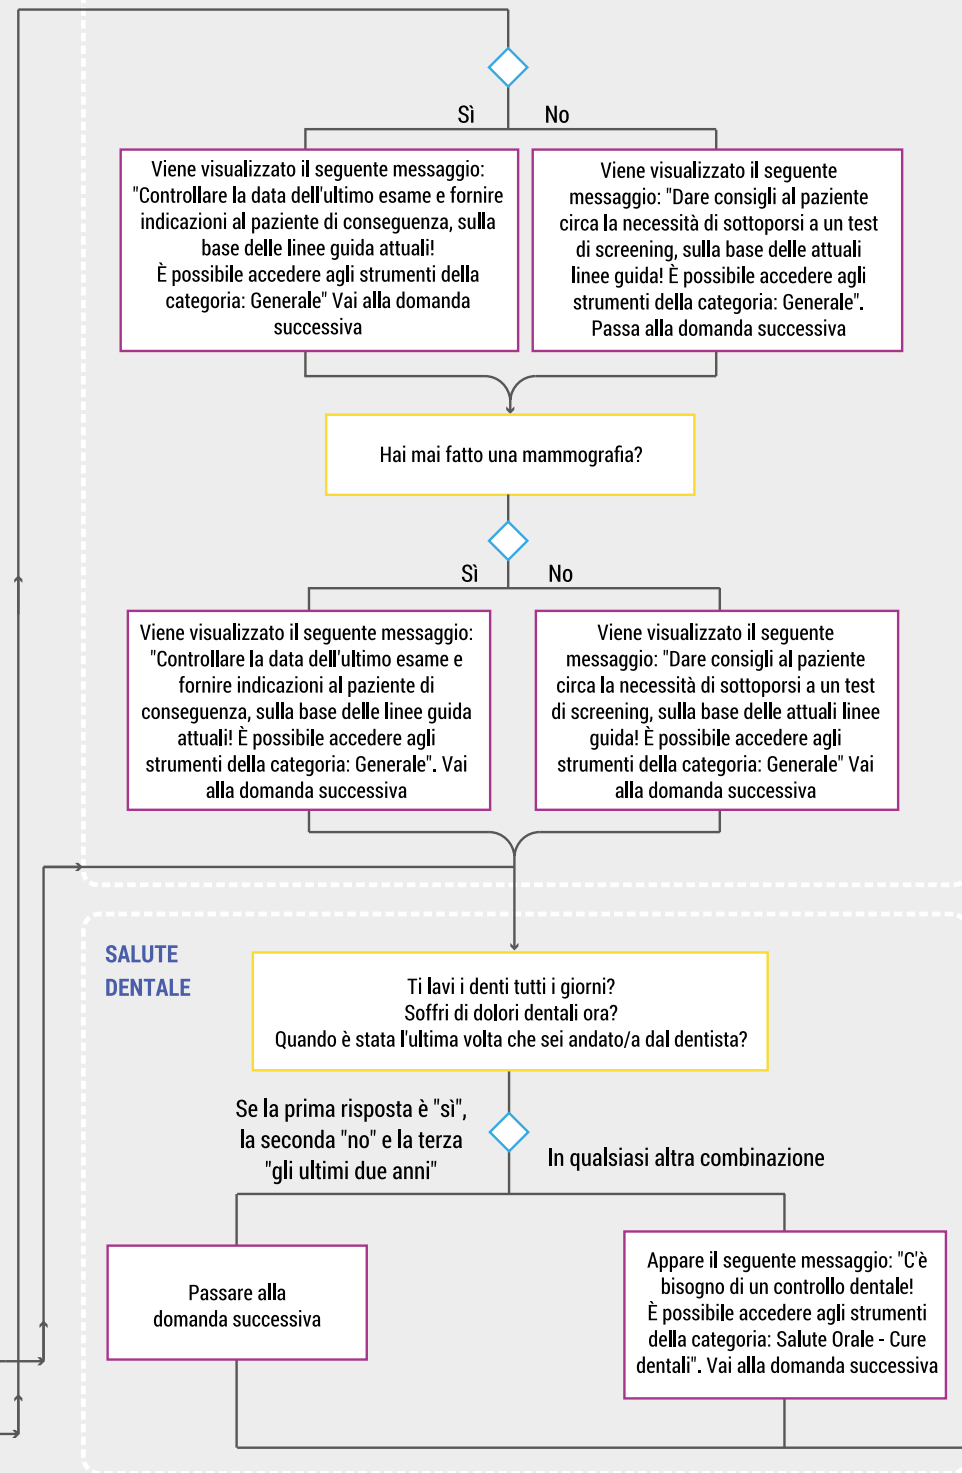 Sì
No
Viene visualizzato il seguente messaggio:
"Controllare la data dell'ultimo esame e fornire
indicazioni al paziente di conseguenza, sulla
base delle linee guida attuali!
È possibile accedere agli strumenti della
categoria: Generale" Vai alla domanda
successiva
Viene visualizzato il seguente
messaggio: "Dare consigli al paziente
circa la necessità di sottoporsi a un test
di screening, sulla base delle attuali
linee guida! È possibile accedere agli
strumenti della categoria: Generale".
Passa alla domanda successiva
Hai mai fatto una mammografia?
Sì
No
Viene visualizzato il seguente messaggio:
"Controllare la data dell'ultimo esame e
fornire indicazioni al paziente di
conseguenza, sulla base delle linee guida
attuali! È possibile accedere agli
strumenti della categoria: Generale". Vai
alla domanda successiva
Viene visualizzato il seguente
messaggio: "Dare consigli al paziente
circa la necessità di sottoporsi a un test
di screening, sulla base delle attuali linee
guida! È possibile accedere agli
strumenti della categoria: Generale" Vai
alla domanda successiva
SALUTE
DENTALE
Ti lavi i denti tutti i giorni?
Soffri di dolori dentali ora?
Quando è stata l'ultima volta che sei andato/a dal dentista?
Se la prima risposta è "sì",
la seconda "no" e la terza
"gli ultimi due anni"
In qualsiasi altra combinazione
Passare alla
domanda successiva
Appare il seguente messaggio: "C'è
bisogno di un controllo dentale!
È possibile accedere agli strumenti
della categoria: Salute Orale - Cure
dentali". Vai alla domanda successiva